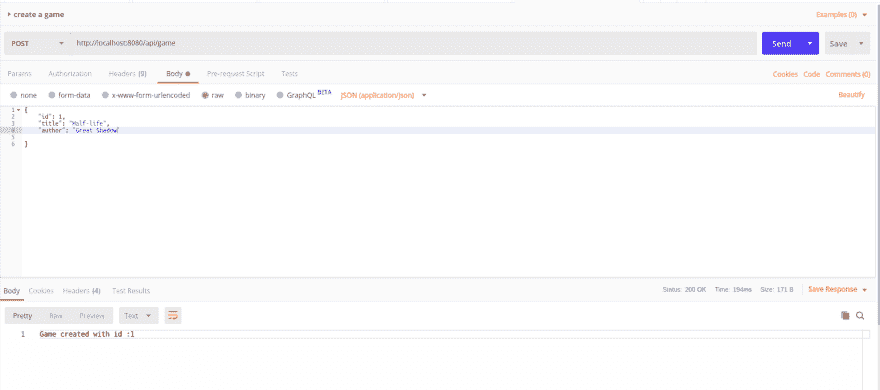 create a game
Examples (0)
POST
http://localhost:8080/api/game
Send
Save
Params Authorization Headers (9) Body Pre-request Script Tests
Cookies Code Comments (0)
none form-data x-www-form-urlencoded raw binary GraphQL BETA JSON (application/json)
Beautify
1 {
2 "id": 1,
3 "title": "Half-life",
4 "author": "Great Shadow"
5
6 }
Body Cookies Headers (4) Test Results
Status: 200 OK Time: 194ms Size: 171 B Save Response
Pretty Raw Preview Text
1 Game created with id :1